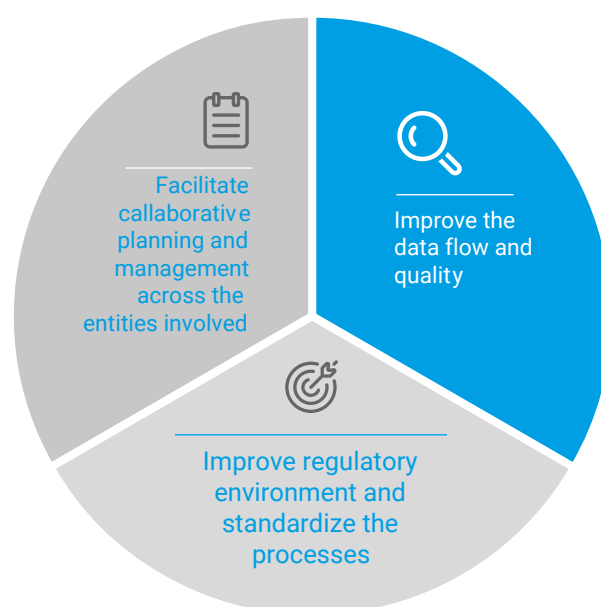 Facilitate
callaborative
planning and
management
across the
entities involved
Improve the
data flow and
quality
Improve regulatory
environment and
standardize the
processes